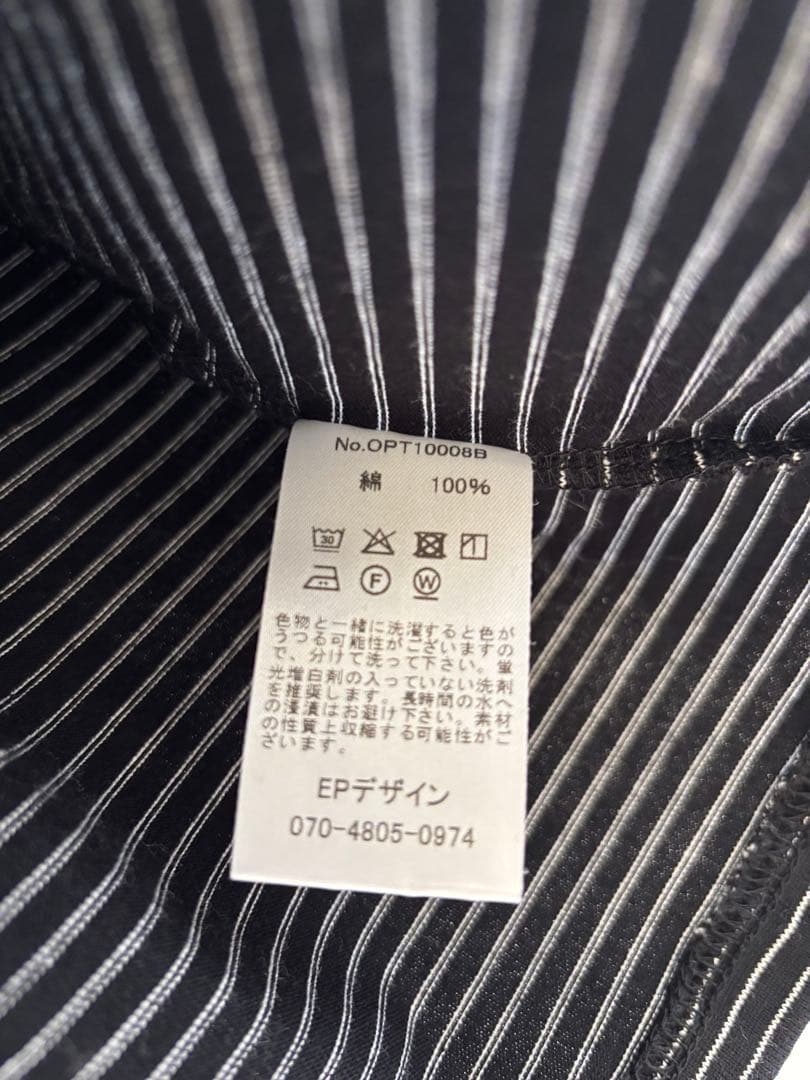 No.OPT10008B
綿 100%
30
F W
色物と一緒に洗濯すると色が
うつる可能性がございますの
で、分けて洗って下さい。蛍
光増白剤の入っていない洗剤
を推奨します。長時間の水へ
の浸漬はお避け下さい。素材
の性質上収縮する可能性がご
ざいます。
EPデザイン
070-4805-0974